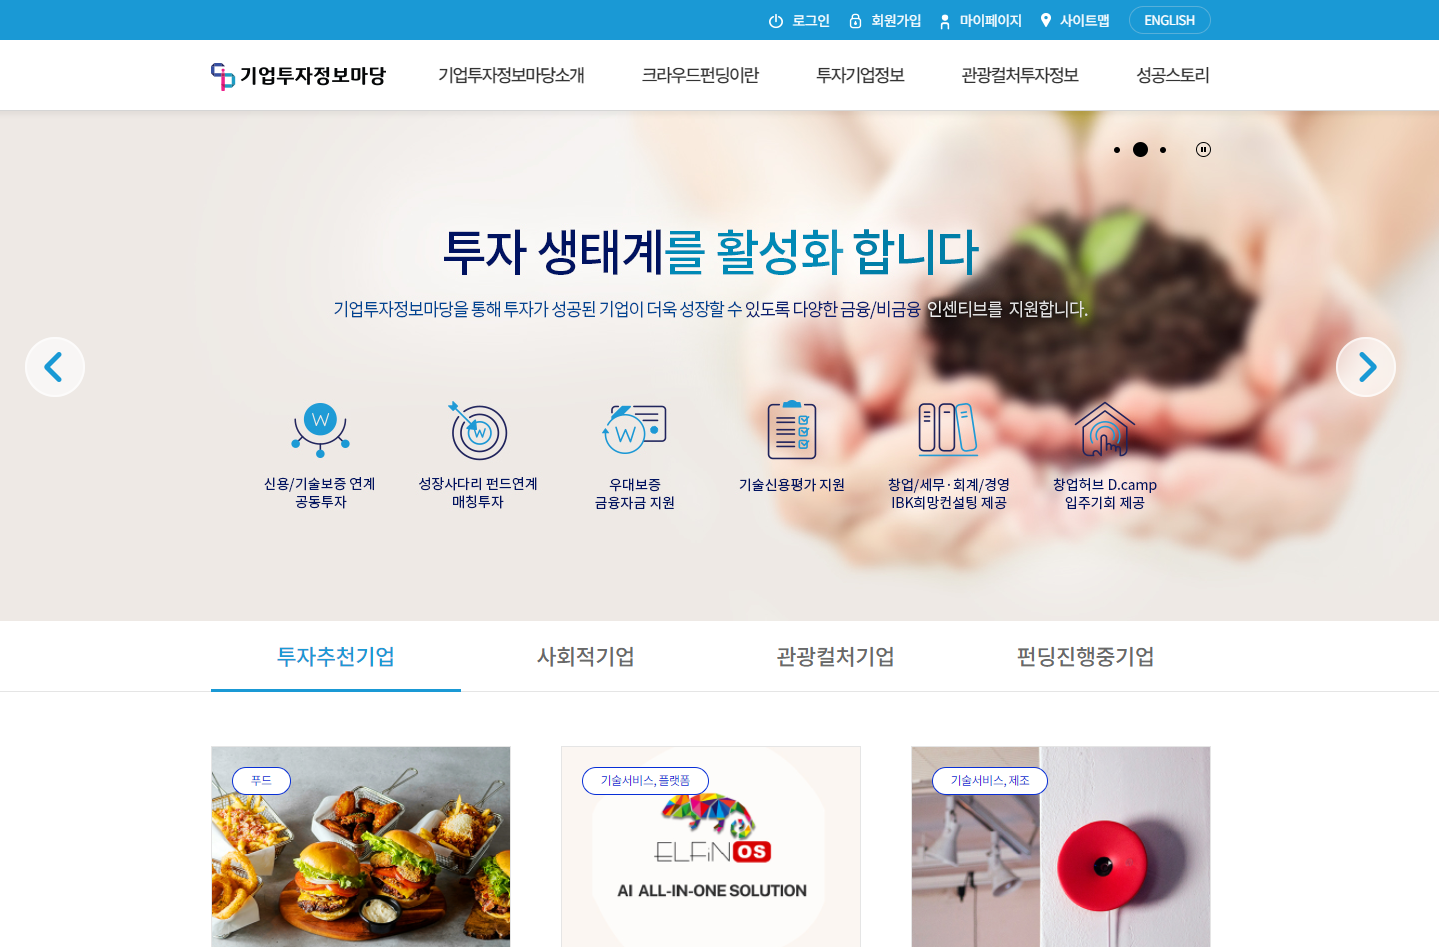 로그인 회원가입 마이페이지 사이트맵 ENGLISH
기업투자정보마당 기업투자정보마당소개 크라우드펀딩이란 투자기업정보 관광컬처투자정보 성공스토리
투자 생태계를 활성화 합니다
기업투자정보마당을 통해 투자가 성공된 기업이 더욱 성장할 수 있도록 다양한 금융/비금융 인센티브를 지원합니다.
신용/기술보증 연계
공동투자
성장사다리 펀드연계
매칭투자
우대보증
금융자금 지원
기술신용평가 지원
창업/세무·회계/경영
IBK희망컨설팅 제공
창업허브 D.camp
입주기회 제공
투자추천기업 사회적기업 관광컬처기업 펀딩진행중기업
푸드
기술서비스, 플랫폼
ELFiN OS
AI ALL-IN-ONE SOLUTION
기술서비스, 제조